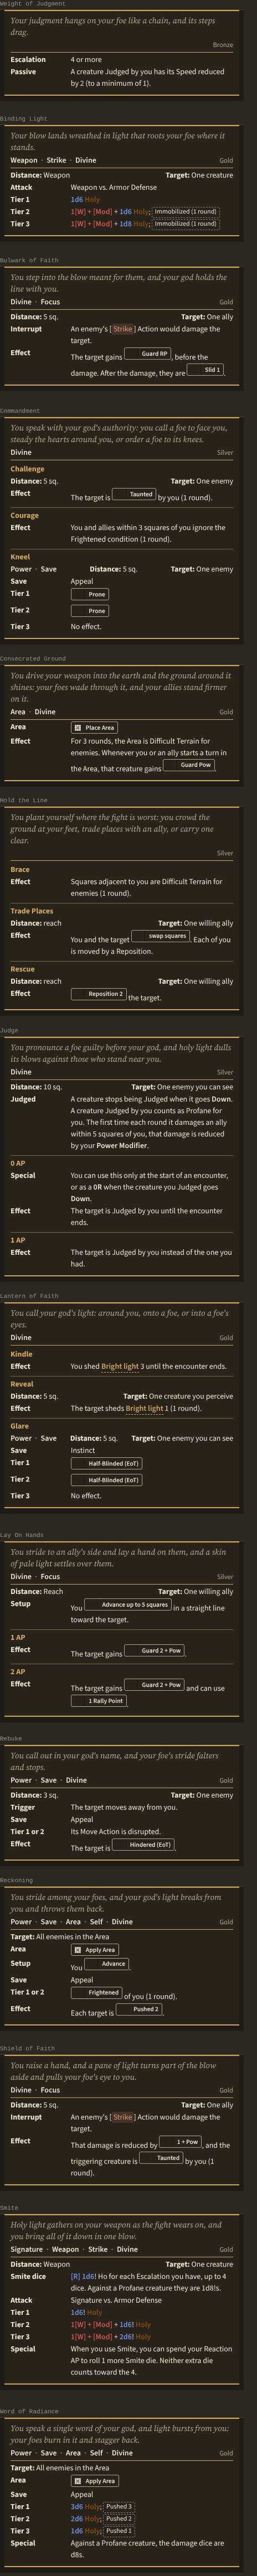 Weight of Judgment
Your judgment hangs on your foe like a chain, and its steps
drag.
Bronze
Escalation 4 or more
Passive A creature Judged by you has its Speed reduced
by 2 (to a minimum of 1).
Binding Light
Your blow lands wreathed in light that roots your foe where it
stands.
Weapon · Strike · Divine Gold
Distance: Weapon Target: One creature
Attack Weapon vs. Armor Defense
Tier 1 1d6 Holy
Tier 2 1[W] + [Mod] + 1d6 Holy; Immobilized (1 round)
Tier 3 1[W] + [Mod] + 1d8 Holy; Immobilized (1 round)
Bulwark of Faith
You step into the blow meant for them, and your god holds the
line with you.
Divine · Focus Gold
Distance: 5 sq. Target: One ally
Interrupt An enemy's [Strike] Action would damage the
target.
Effect The target gains Guard RP, before the
damage. After the damage, they are Slid 1.
Commandment
You speak with your god's authority: you call a foe to face you,
steady the hearts around you, or order a foe to its knees.
Divine Silver
Challenge
Distance: 5 sq. Target: One enemy
Effect The target is Taunted by you (1 round).
Courage
Effect You and allies within 3 squares of you ignore the
Frightened condition (1 round).
Kneel
Power · Save Distance: 5 sq. Target: One enemy
Save Appeal
Tier 1 Prone
Tier 2 Prone
Tier 3 No effect.
Consecrated Ground
You drive your weapon into the earth and the ground around it
shines: your foes wade through it, and your allies stand firmer
on it.
Area · Divine Gold
Area Place Area
Effect For 3 rounds, the Area is Difficult Terrain for
enemies. Whenever you or an ally starts a turn in
the Area, that creature gains Guard Pow.
Hold the Line
You plant yourself where the fight is worst: you crowd the
ground at your feet, trade places with an ally, or carry one
clear.
Silver
Brace
Effect Squares adjacent to you are Difficult Terrain for
enemies (1 round).
Trade Places
Distance: reach Target: One willing ally
Effect You and the target swap squares. Each of you
is moved by a Reposition.
Rescue
Distance: reach Target: One willing ally
Effect Reposition 2 the target.
Judge
You pronounce a foe guilty before your god, and holy light dulls
its blows against those who stand near you.
Divine Silver
Distance: 10 sq. Target: One enemy you can see
Judged A creature stops being Judged when it goes Down.
A creature Judged by you counts as Profane for
you. The first time each round it damages an ally
within 5 squares of you, that damage is reduced
by your Power Modifier.
0 AP
Special You can use this only at the start of an encounter,
or as a 0R when the creature you Judged goes
Down.
Effect The target is Judged by you until the encounter
ends.
1 AP
Effect The target is Judged by you instead of the one you
had.
Lantern of Faith
You call your god's light: around you, onto a foe, or into a foe's
eyes.
Divine Gold
Kindle
Effect You shed Bright light 3 until the encounter ends.
Reveal
Distance: 5 sq. Target: One creature you perceive
Effect The target sheds Bright light 1 (1 round).
Glare
Power · Save Distance: 5 sq. Target: One enemy you can see
Save Instinct
Tier 1 Half-Blinded (EoT)
Tier 2 Half-Blinded (EoT)
Tier 3 No effect.
Lay On Hands
You stride to an ally's side and lay a hand on them, and a skin
of pale light settles over them.
Divine · Focus Silver
Distance: Reach Target: One willing ally
Setup You Advance up to 5 squares in a straight line
toward the target.
1 AP
Effect The target gains Guard 2 + Pow.
2 AP
Effect The target gains Guard 2 + Pow and can use
1 Rally Point.
Rebuke
You call out in your god's name, and your foe's stride falters
and stops.
Power · Save · Divine Gold
Distance: 3 sq. Target: One enemy
Trigger The target moves away from you.
Save Appeal
Tier 1 or 2 Its Move Action is disrupted.
Effect The target is Hindered (EoT).
Reckoning
You stride among your foes, and your god's light breaks from
you and throws them back.
Power · Save · Area · Self · Divine Gold
Target: All enemies in the Area
Area Apply Area
Setup You Advance.
Save Appeal
Tier 1 or 2 Frightened of you (1 round).
Effect Each target is Pushed 2.
Shield of Faith
You raise a hand, and a pane of light turns part of the blow
aside and pulls your foe's eye to you.
Divine · Focus Gold
Distance: 5 sq. Target: One ally
Interrupt An enemy's [Strike] Action would damage the
target.
Effect That damage is reduced by 1 + Pow, and the
triggering creature is Taunted by you (1
round).
Smite
Holy light gathers on your weapon as the fight wears on, and
you bring all of it down in one blow.
Signature · Weapon · Strike · Divine Gold
Distance: Weapon Target: One creature
Smite dice [R] 1d6! Ho for each Escalation you have, up to 4
dice. Against a Profane creature they are 1d8!s.
Attack Signature vs. Armor Defense
Tier 1 1d6! Holy
Tier 2 1[W] + [Mod] + 1d6! Holy
Tier 3 1[W] + [Mod] + 2d6! Holy
Special When you use Smite, you can spend your Reaction
AP to roll 1 more Smite die. Neither extra die
counts toward the 4.
Word of Radiance
You speak a single word of your god, and light bursts from you:
your foes burn in it and stagger back.
Power · Save · Area · Self · Divine Gold
Target: All enemies in the Area
Area Apply Area
Save Appeal
Tier 1 3d6 Holy; Pushed 3
Tier 2 2d6 Holy; Pushed 2
Tier 3 1d6 Holy; Pushed 1
Special Against a Profane creature, the damage dice are
d8s.